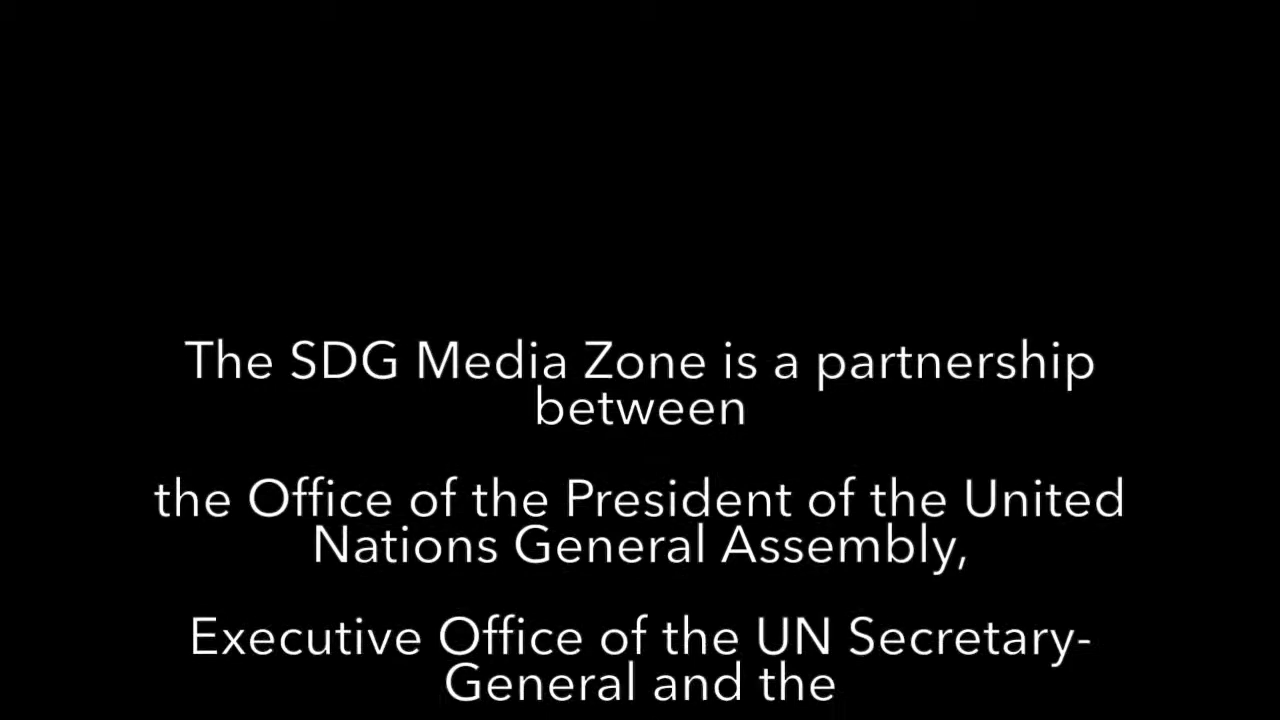 The SDG Media Zone is a partnership
between
the Office of the President of the United
Nations General Assembly,
Executive Office of the UN Secretary-
General and the